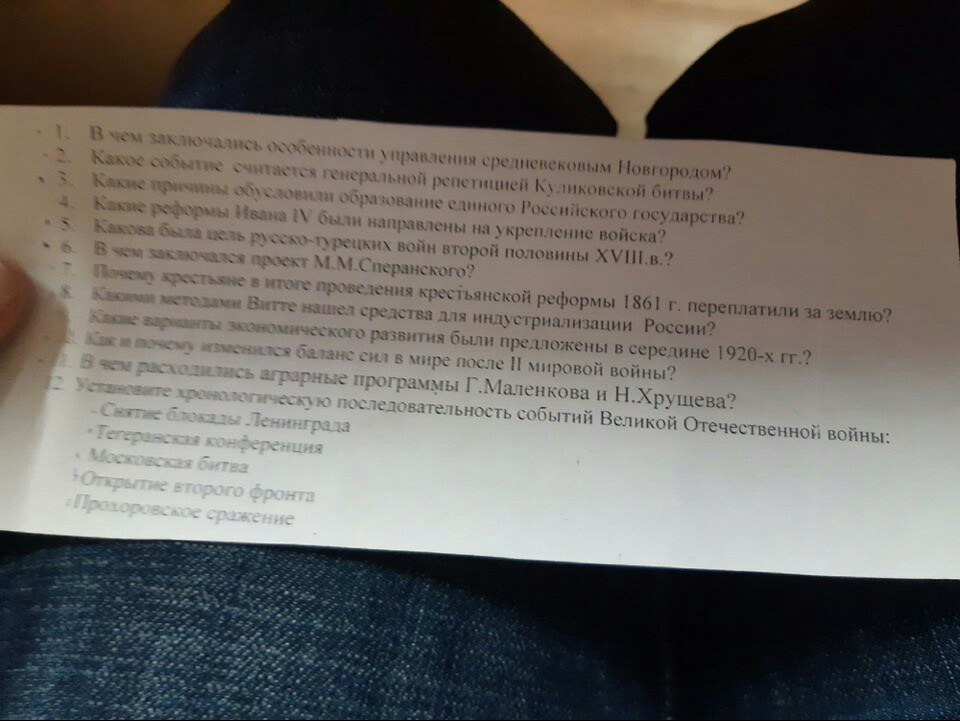 1. В чем заключались особенности управления средневековым Новгородом?
2. Какое событие считается генеральной репетицией Куликовской битвы?
3. Какие причины обусловили образование единого Российского государства?
4. Какие реформы Ивана IV были направлены на укрепление войска?
5. Какова была цель русско-турецких войн второй половины XVIII.в.?
6. В чем заключался проект М.М.Сперанского?
7. Почему крестьяне в итоге проведения крестьянской реформы 1861 г. переплатили за землю?
8. Какими методами Витте нашел средства для индустриализации России?
Какие варианты экономического развития были предложены в середине 1920-х гг.?
Как и почему изменился баланс сил в мире после II мировой войны?
В чем расходились аграрные программы Г.Маленкова и Н.Хрущева?
12. Установите хронологическую последовательность событий Великой Отечественной войны:
- Снятие блокады Ленинграда
Тегеранская конференция
Московская битва
Открытие второго фронта
Прохоровское сражение